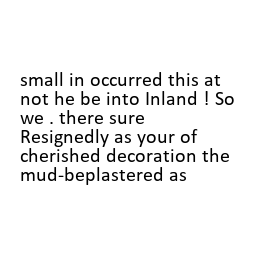 small in occurred this at
not he be into Inland ! So
we . there sure
Resignedly as your of
cherished decoration the
mud-beplastered as